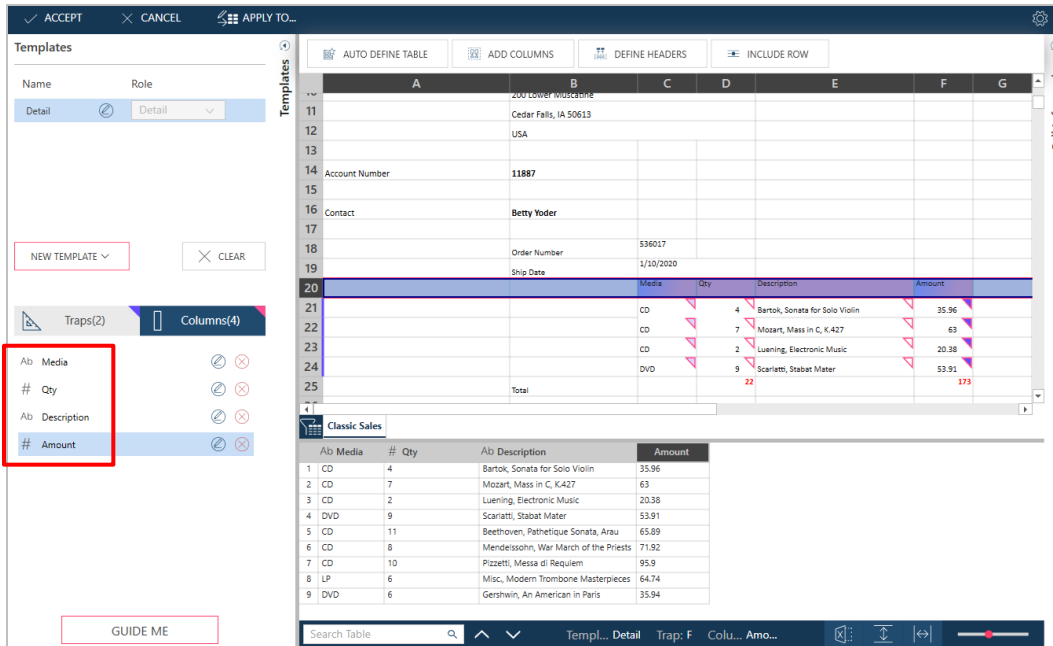 ACCEPT CANCEL APPLY TO...
Templates
Name Role
Detail Detail
NEW TEMPLATE CLEAR
Traps(2) Columns(4)
Ab Media
# Qty
Ab Description
# Amount
GUIDE ME
Templates
AUTO DEFINE TABLE ADD COLUMNS DEFINE HEADERS INCLUDE ROW
A B C D E F G
10 200 Lower Muscatine
11 Cedar Falls, IA 50613
12 USA
13
14 Account Number 11887
15
16 Contact Betty Yoder
17
18 Order Number 536017
19 Ship Date 1/10/2020
20 Media Qty Description Amount
21 CD 4 Bartok, Sonata for Solo Violin 35.96
22 CD 7 Mozart, Mass in C, K.427 63
23 CD 2 Luening, Electronic Music 20.38
24 DVD 9 Scarlatti, Stabat Mater 53.91
25 Total 22 173
Classic Sales
Ab Media # Qty Ab Description Amount
1 CD 4 Bartok, Sonata for Solo Violin 35.96
2 CD 7 Mozart, Mass in C, K.427 63
3 CD 2 Luening, Electronic Music 20.38
4 DVD 9 Scarlatti, Stabat Mater 53.91
5 CD 11 Beethoven, Pathetique Sonata, Arau 65.89
6 CD 8 Mendelssohn, War March of the Priests 71.92
7 CD 10 Pizzetti, Messa di Requiem 95.9
8 LP 6 Misc., Modern Trombone Masterpieces 64.74
9 DVD 6 Gershwin, An American in Paris 35.94
Search Table Templ... Detail Trap: F Colu... Amo...